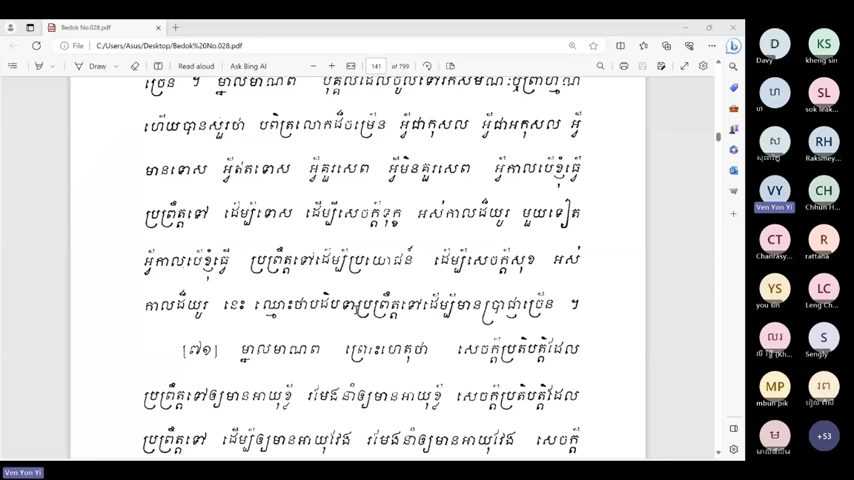 Bedok No.028.pdf
File
C:/Users/Asus/Desktop/Bedok%20No.028.pdf
Draw
Read aloud
Ask Bing AI
141
of 799
ច្រើន ។ ម្នាលមាណព បុគ្គលដែលចូលទៅរកសមណៈឬព្រាហ្មណ៍
ហើយបានសួរថា បពិត្រលោកដ៏ចម្រើន អ្វីជាកុសល អ្វីជាអកុសល អ្វី
មានទោស អ្វីឥតទោស អ្វីគួរសេព អ្វីមិនគួរសេព អ្វីកាលបើខ្ញុំធ្វើ
ប្រព្រឹត្តទៅ ដើម្បីទោស ដើម្បីសេចក្តីទុក្ខ អស់កាលដ៏យូរ មួយទៀត
អ្វីកាលបើខ្ញុំធ្វើ ប្រព្រឹត្តទៅដើម្បីប្រយោជន៍ ដើម្បីសេចក្តីសុខ អស់
កាលដ៏យូរ នេះ ឈ្មោះថាបដិបទាប្រព្រឹត្តទៅដើម្បីមានប្រាជ្ញាច្រើន ។
[៧១] ម្នាលមាណព ព្រោះហេតុថា សេចក្តីប្រតិបត្តិដែល
ប្រព្រឹត្តទៅឲ្យមានអាយុខ្លី រមែងនាំឲ្យមានអាយុខ្លី សេចក្តីប្រតិបត្តិដែល
ប្រព្រឹត្តទៅ ដើម្បីឲ្យមានអាយុវែង រមែងនាំឲ្យមានអាយុវែង សេចក្តី
D
Davy
KS
kheng sin
ហ
ហ
SL
sok leak...
ស
RH
Raksmey...
VY
Ven Yon Yi
CH
Chhun H...
CT
Chanrasy...
R
rattana
YS
you sin
LC
Leng Ch...
លរ
S
Sengly
MP
mbun pik
រព
ម
+53
Ven Yon Yi